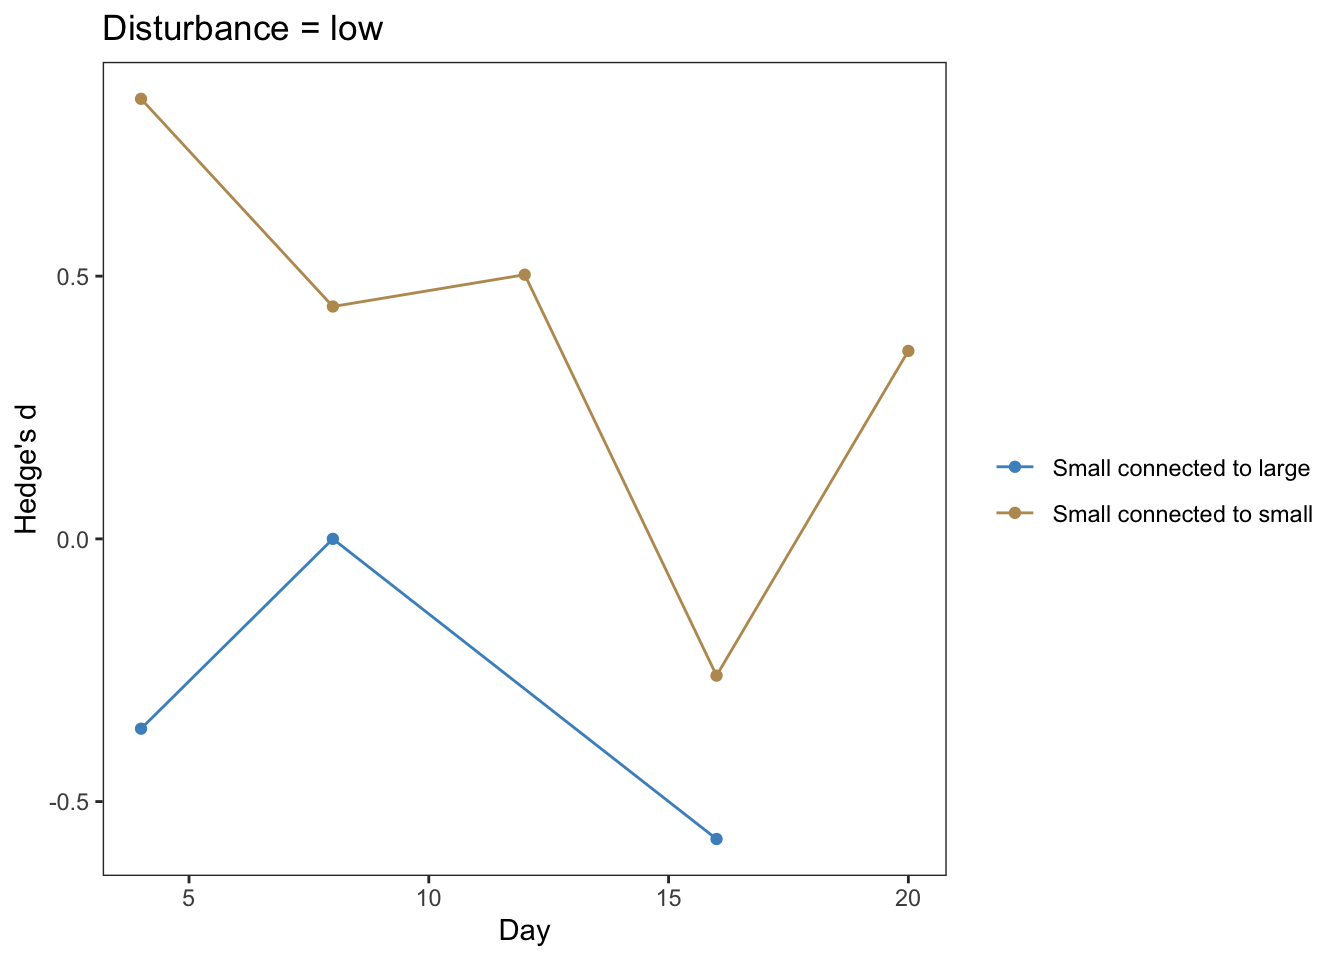 Disturbance = low
Hedge's d
0.5
0.0
-0.5
5 10 15 20
Day
Small connected to large
Small connected to small